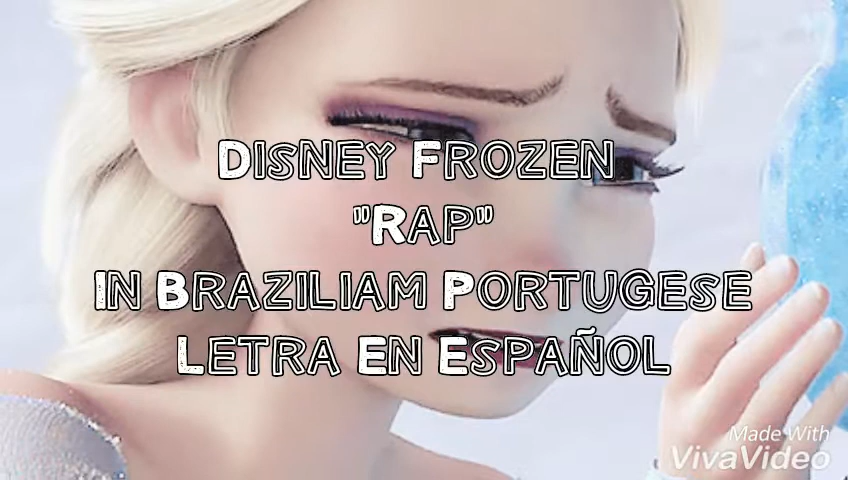 Disney Frozen
"Rap"
In Braziliam Portugese
Letra En Español
Made With
VivaVideo